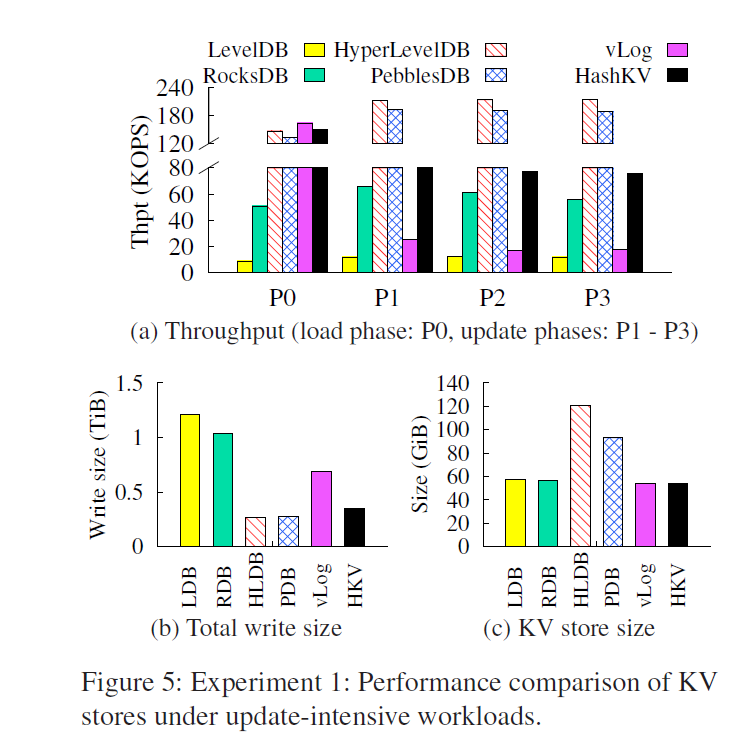 LevelDB HyperLevelDB vLog
RocksDB PebblesDB HashKV
240
180
120
80
60
40
20
0
Thpt (KOPS)
P0 P1 P2 P3
(a) Throughput (load phase: P0, update phases: P1 - P3)
1.5
1
0.5
0
Write size (TiB)
LDB RDB HLDB PDB vLog HKV
(b) Total write size
140
120
100
80
60
40
20
0
Size (GiB)
LDB RDB HLDB PDB vLog HKV
(c) KV store size
Figure 5: Experiment 1: Performance comparison of KV
stores under update-intensive workloads.